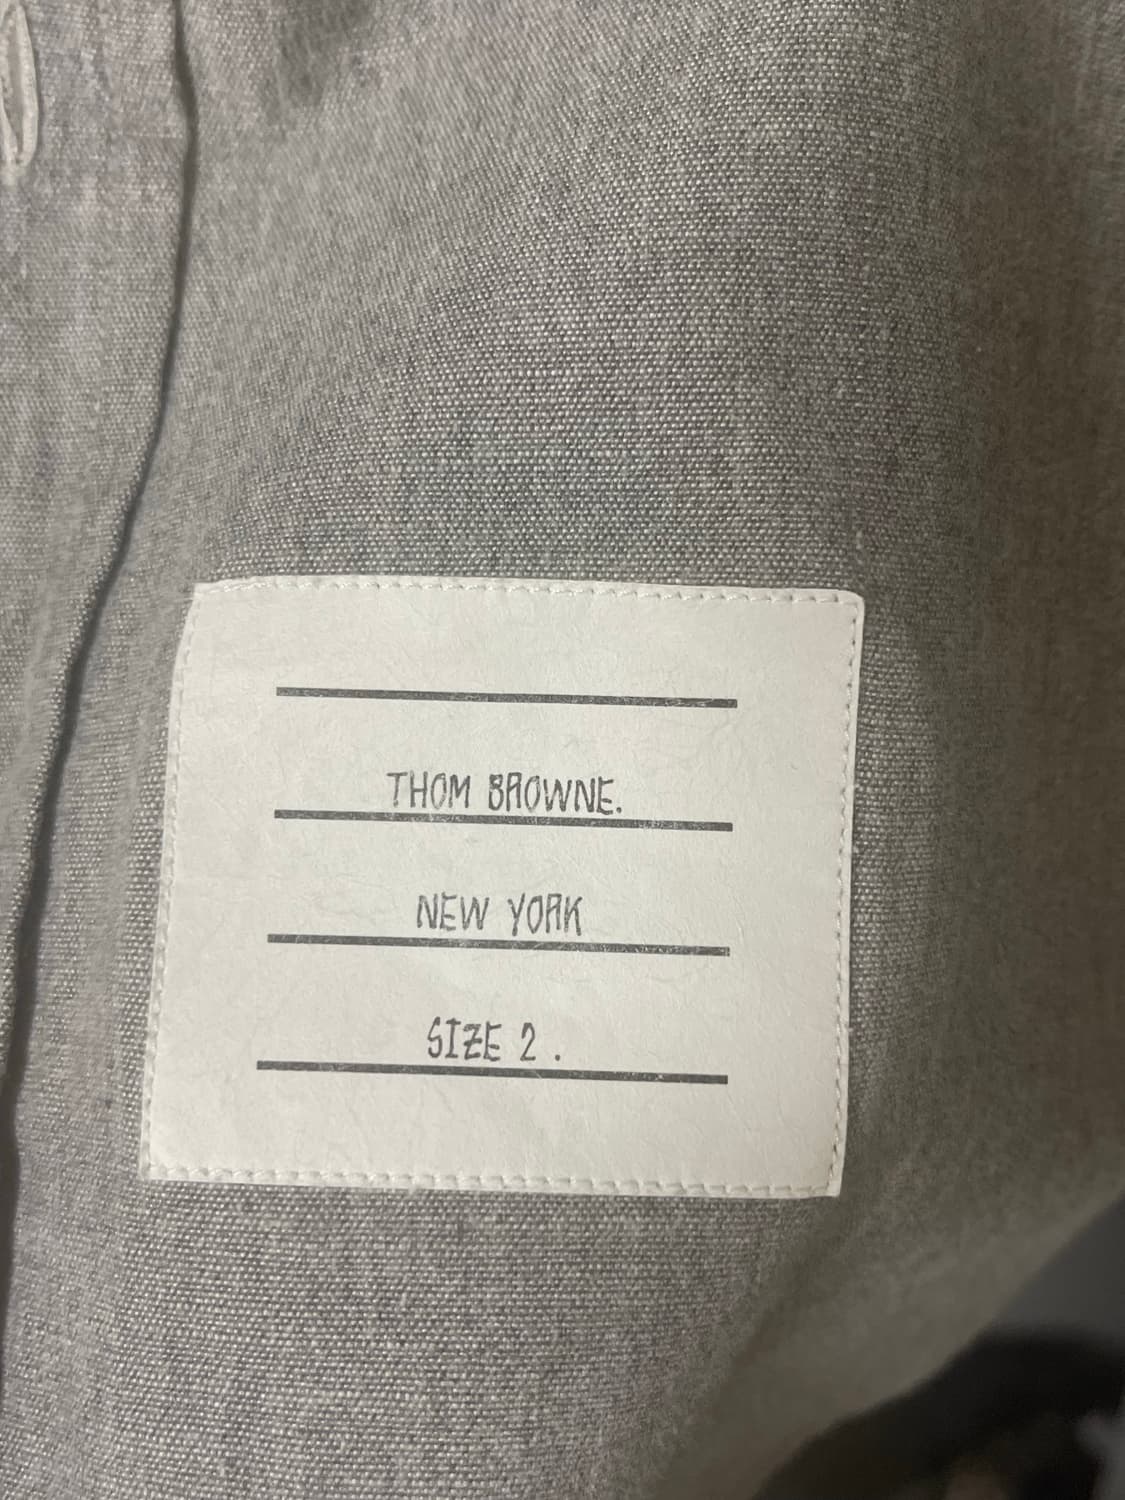 THOM BROWNE.
NEW YORK
SIZE 2 .